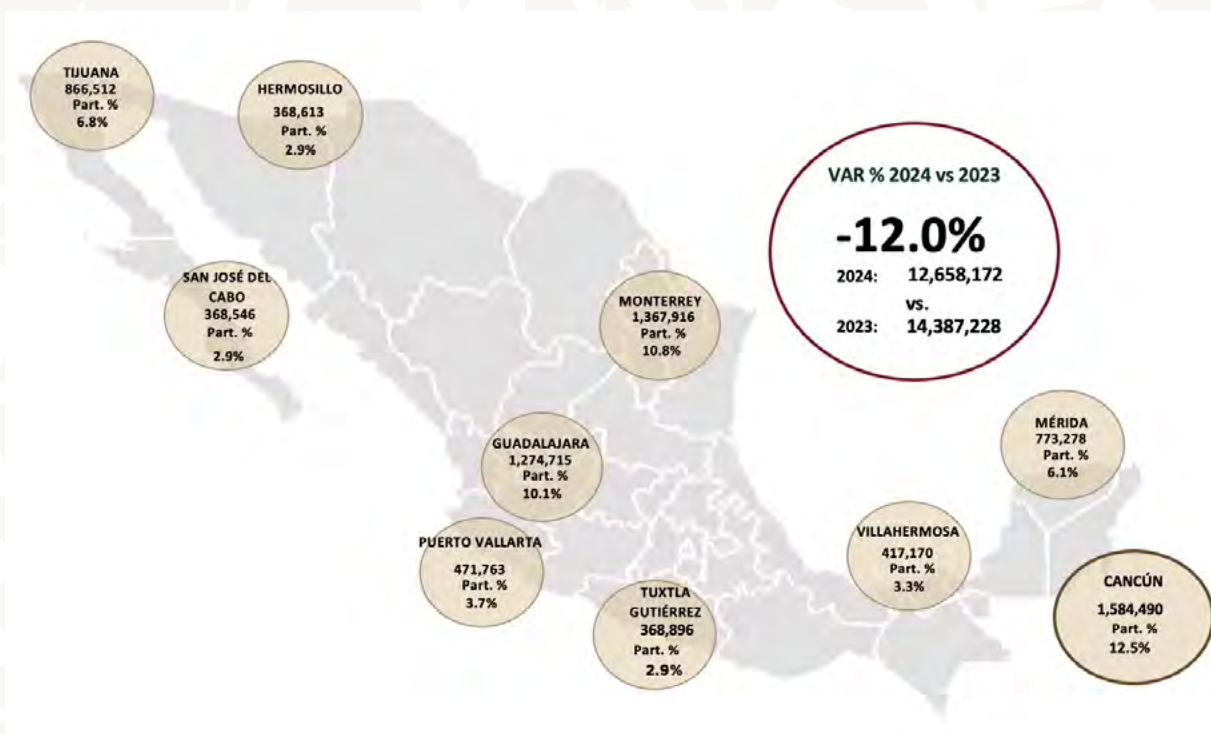 TIJUANA
866,512
Part. %
6.8%
HERMOSILLO
368,613
Part. %
2.9%
VAR % 2024 vs 2023
-12.0%
2024: 12,658,172
vs.
2023: 14,387,228
SAN JOSÉ DEL
CABO
368,546
Part. %
2.9%
MONTERREY
1,367,916
Part. %
10.8%
GUADALAJARA
1,274,715
Part. %
10.1%
MÉRIDA
773,278
Part. %
6.1%
PUERTO VALLARTA
471,763
Part. %
3.7%
VILLAHERMOSA
417,170
Part. %
3.3%
TUXTLA
GUTIÉRREZ
368,896
Part. %
2.9%
CANCÚN
1,584,490
Part. %
12.5%